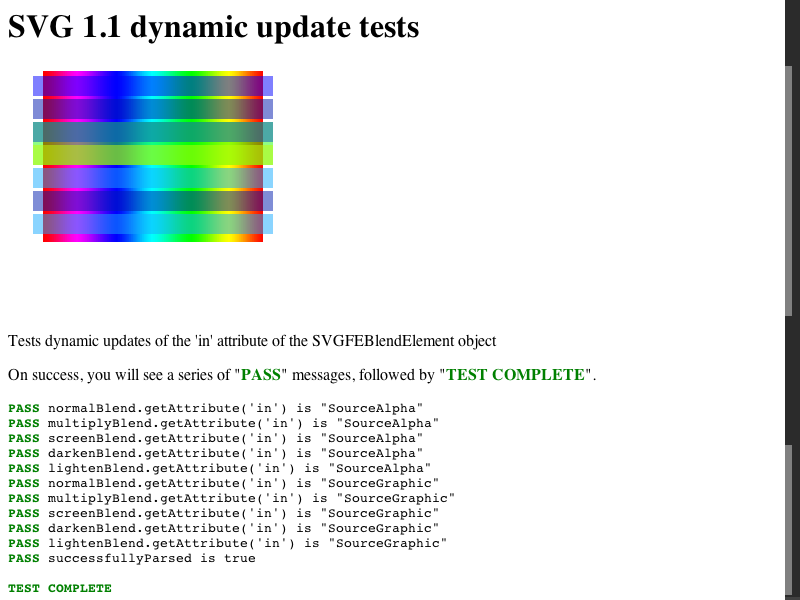 SVG 1.1 dynamic update tests
Tests dynamic updates of the 'in' attribute of the SVGFEBlendElement object
On success, you will see a series of "PASS" messages, followed by "TEST COMPLETE".
PASS normalBlend.getAttribute('in') is "SourceAlpha"
PASS multiplyBlend.getAttribute('in') is "SourceAlpha"
PASS screenBlend.getAttribute('in') is "SourceAlpha"
PASS darkenBlend.getAttribute('in') is "SourceAlpha"
PASS lightenBlend.getAttribute('in') is "SourceAlpha"
PASS normalBlend.getAttribute('in') is "SourceGraphic"
PASS multiplyBlend.getAttribute('in') is "SourceGraphic"
PASS screenBlend.getAttribute('in') is "SourceGraphic"
PASS darkenBlend.getAttribute('in') is "SourceGraphic"
PASS lightenBlend.getAttribute('in') is "SourceGraphic"
PASS successfullyParsed is true
TEST COMPLETE